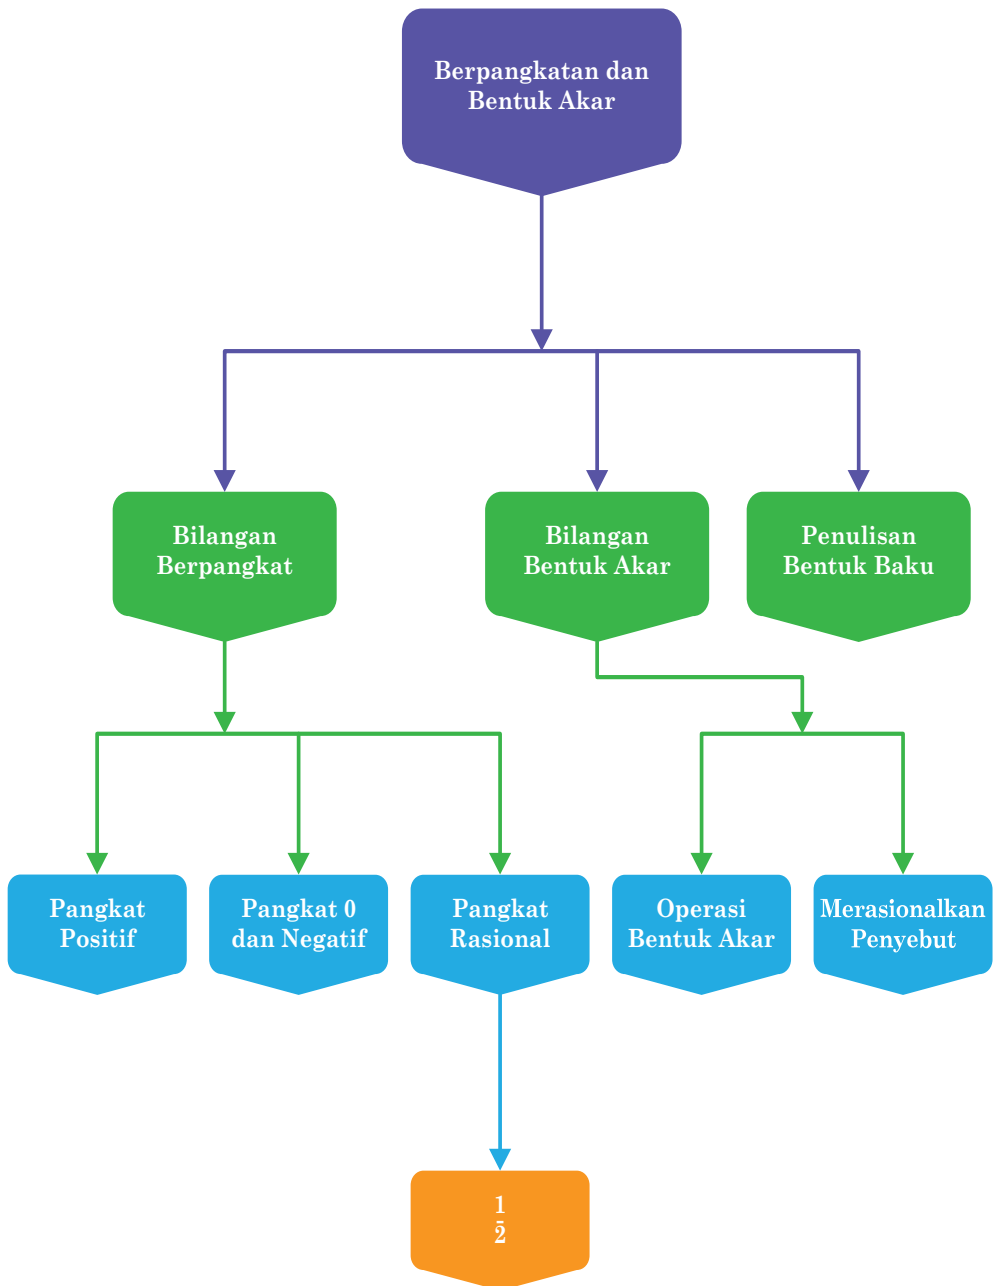 Berpangkatan dan
Bentuk Akar
Bilangan
Berpangkat
Bilangan
Bentuk Akar
Penulisan
Bentuk Baku
Pangkat
Positif
Pangkat 0
dan Negatif
Pangkat
Rasional
Operasi
Bentuk Akar
Merasionalkan
Penyebut
1
-
2